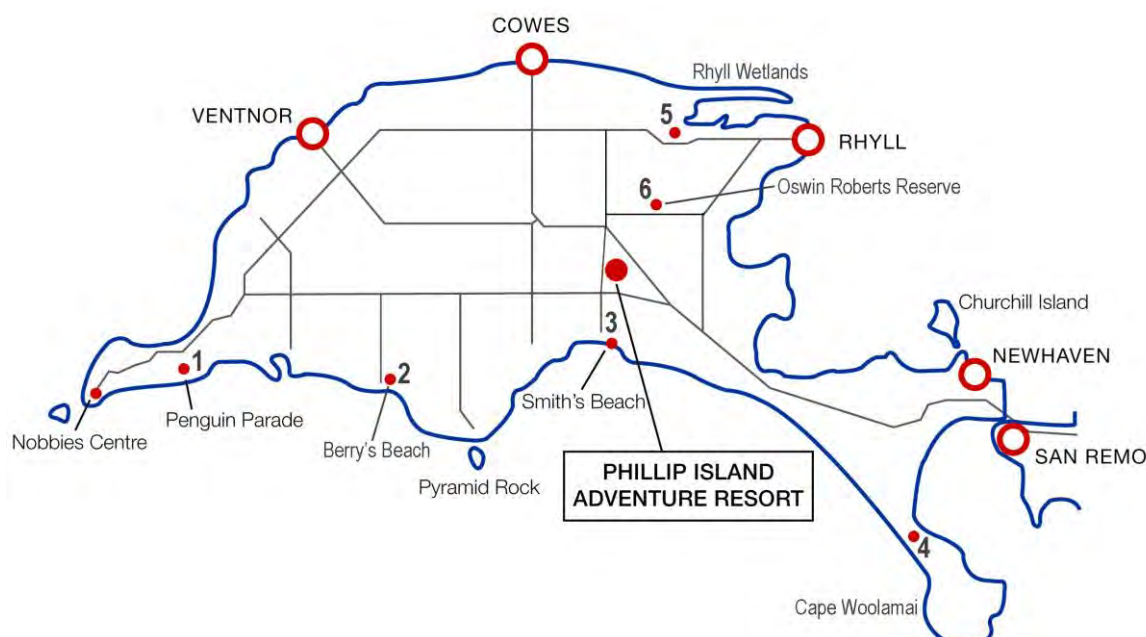 COWES
Rhyll Wetlands
VENTNOR
5
RHYLL
6
Oswin Roberts Reserve
Churchill Island
3
NEWHAVEN
1
2
Smith's Beach
Penguin Parade
Nobbies Centre
Berry's Beach
SAN REMO
Pyramid Rock
PHILLIP ISLAND
ADVENTURE RESORT
4
Cape Woolamai